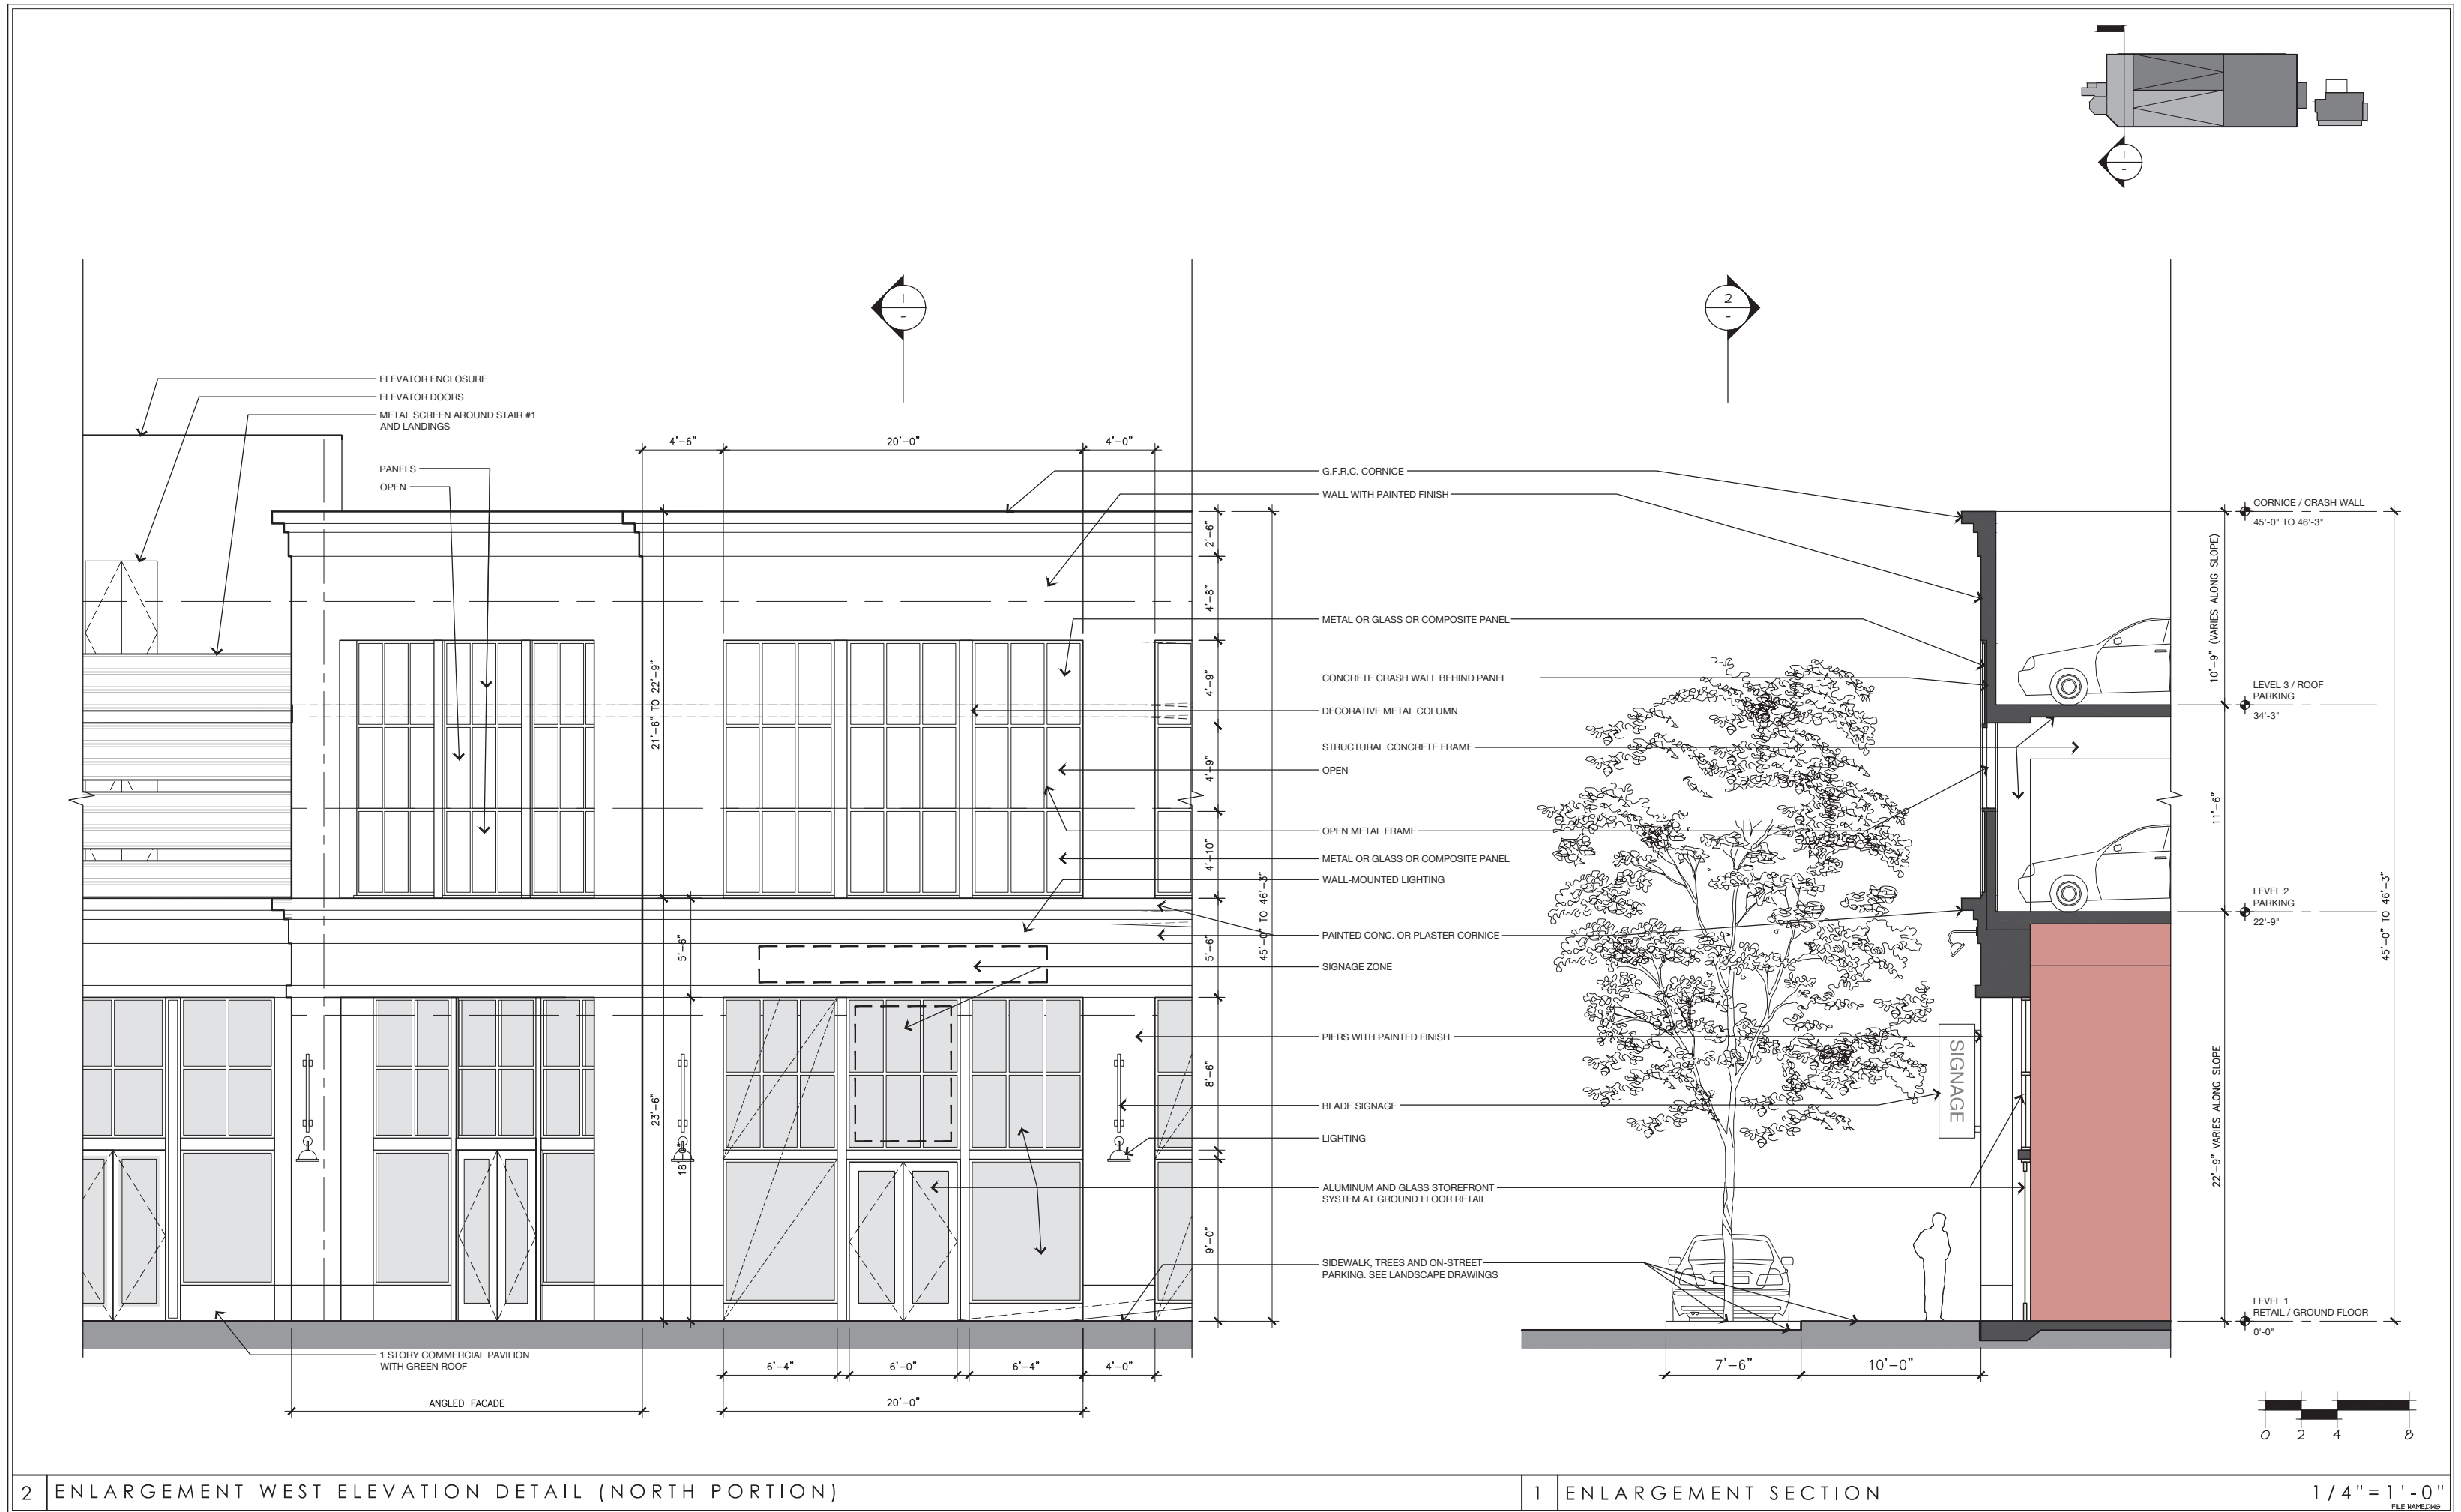 1
-
1
-
2
-
ELEVATOR ENCLOSURE
ELEVATOR DOORS
METAL SCREEN AROUND STAIR #1
AND LANDINGS
PANELS
OPEN
4'-6"
20'-0"
4'-0"
G.F.R.C. CORNICE
WALL WITH PAINTED FINISH
METAL OR GLASS OR COMPOSITE PANEL
CONCRETE CRASH WALL BEHIND PANEL
DECORATIVE METAL COLUMN
STRUCTURAL CONCRETE FRAME
OPEN
OPEN METAL FRAME
METAL OR GLASS OR COMPOSITE PANEL
WALL-MOUNTED LIGHTING
PAINTED CONC. OR PLASTER CORNICE
SIGNAGE ZONE
PIERS WITH PAINTED FINISH
BLADE SIGNAGE
LIGHTING
ALUMINUM AND GLASS STOREFRONT
SYSTEM AT GROUND FLOOR RETAIL
SIDEWALK, TREES AND ON-STREET
PARKING. SEE LANDSCAPE DRAWINGS
21'-6" TO 22'-9"
5'-6"
23'-6"
18'-0"
2'-6"
4'-8"
4'-9"
4'-9"
4'-10"
5'-6"
8'-6"
9'-0"
45'-0" TO 46'-3"
SIGNAGE
CORNICE / CRASH WALL
45'-0" TO 46'-3"
LEVEL 3 / ROOF
PARKING
34'-3"
LEVEL 2
PARKING
22'-9"
LEVEL 1
RETAIL / GROUND FLOOR
0'-0"
10'-9" (VARIES ALONG SLOPE)
11'-6"
22'-9" VARIES ALONG SLOPE
45'-0" TO 46'-3"
1 STORY COMMERCIAL PAVILION
WITH GREEN ROOF
6'-4"
6'-0"
6'-4"
4'-0"
7'-6"
10'-0"
ANGLED FACADE
20'-0"
0 2 4 8
2 ENLARGEMENT WEST ELEVATION DETAIL (NORTH PORTION)
1 ENLARGEMENT SECTION
1/4"=1'-0"
FILE NAME.DWG